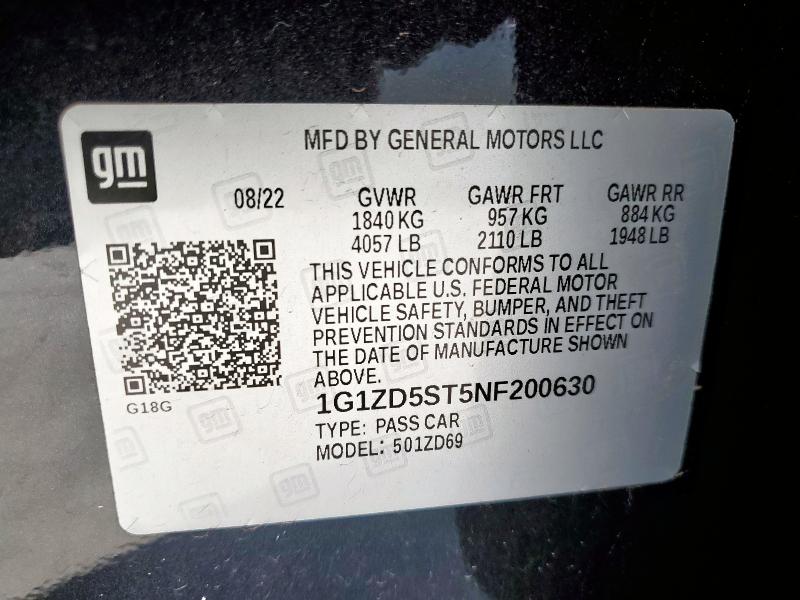 gm
MFD BY GENERAL MOTORS LLC
08/22 GVWR GAWR FRT GAWR RR
1840 KG 957 KG 884 KG
4057 LB 2110 LB 1948 LB
THIS VEHICLE CONFORMS TO ALL
APPLICABLE U.S. FEDERAL MOTOR
VEHICLE SAFETY, BUMPER, AND THEFT
PREVENTION STANDARDS IN EFFECT ON
THE DATE OF MANUFACTURE SHOWN
ABOVE.
G18G
1G1ZD5ST5NF200630
TYPE: PASS CAR
MODEL: 501ZD69